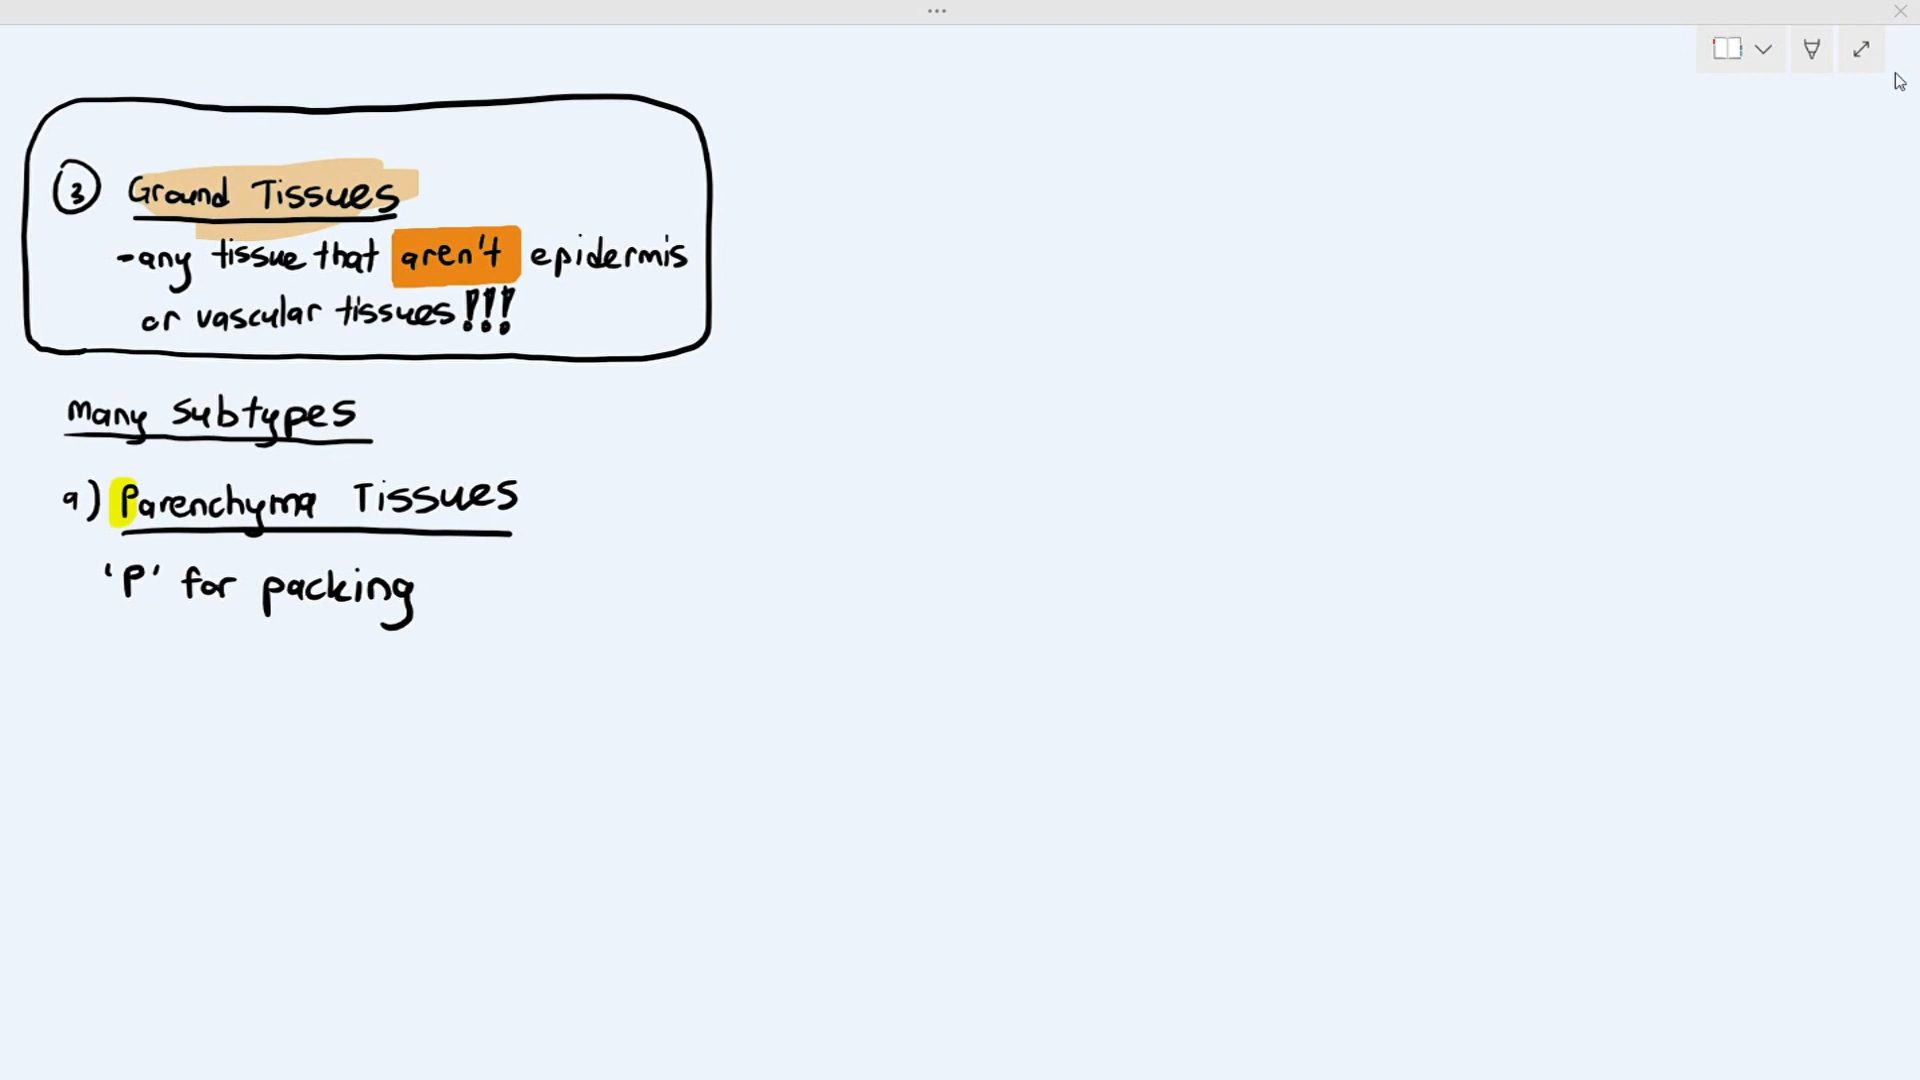 ③ Ground Tissues
-any tissue that aren't epidermis
or vascular tissues!!!
Many Subtypes
a) Parenchyma Tissues
'P' for packing